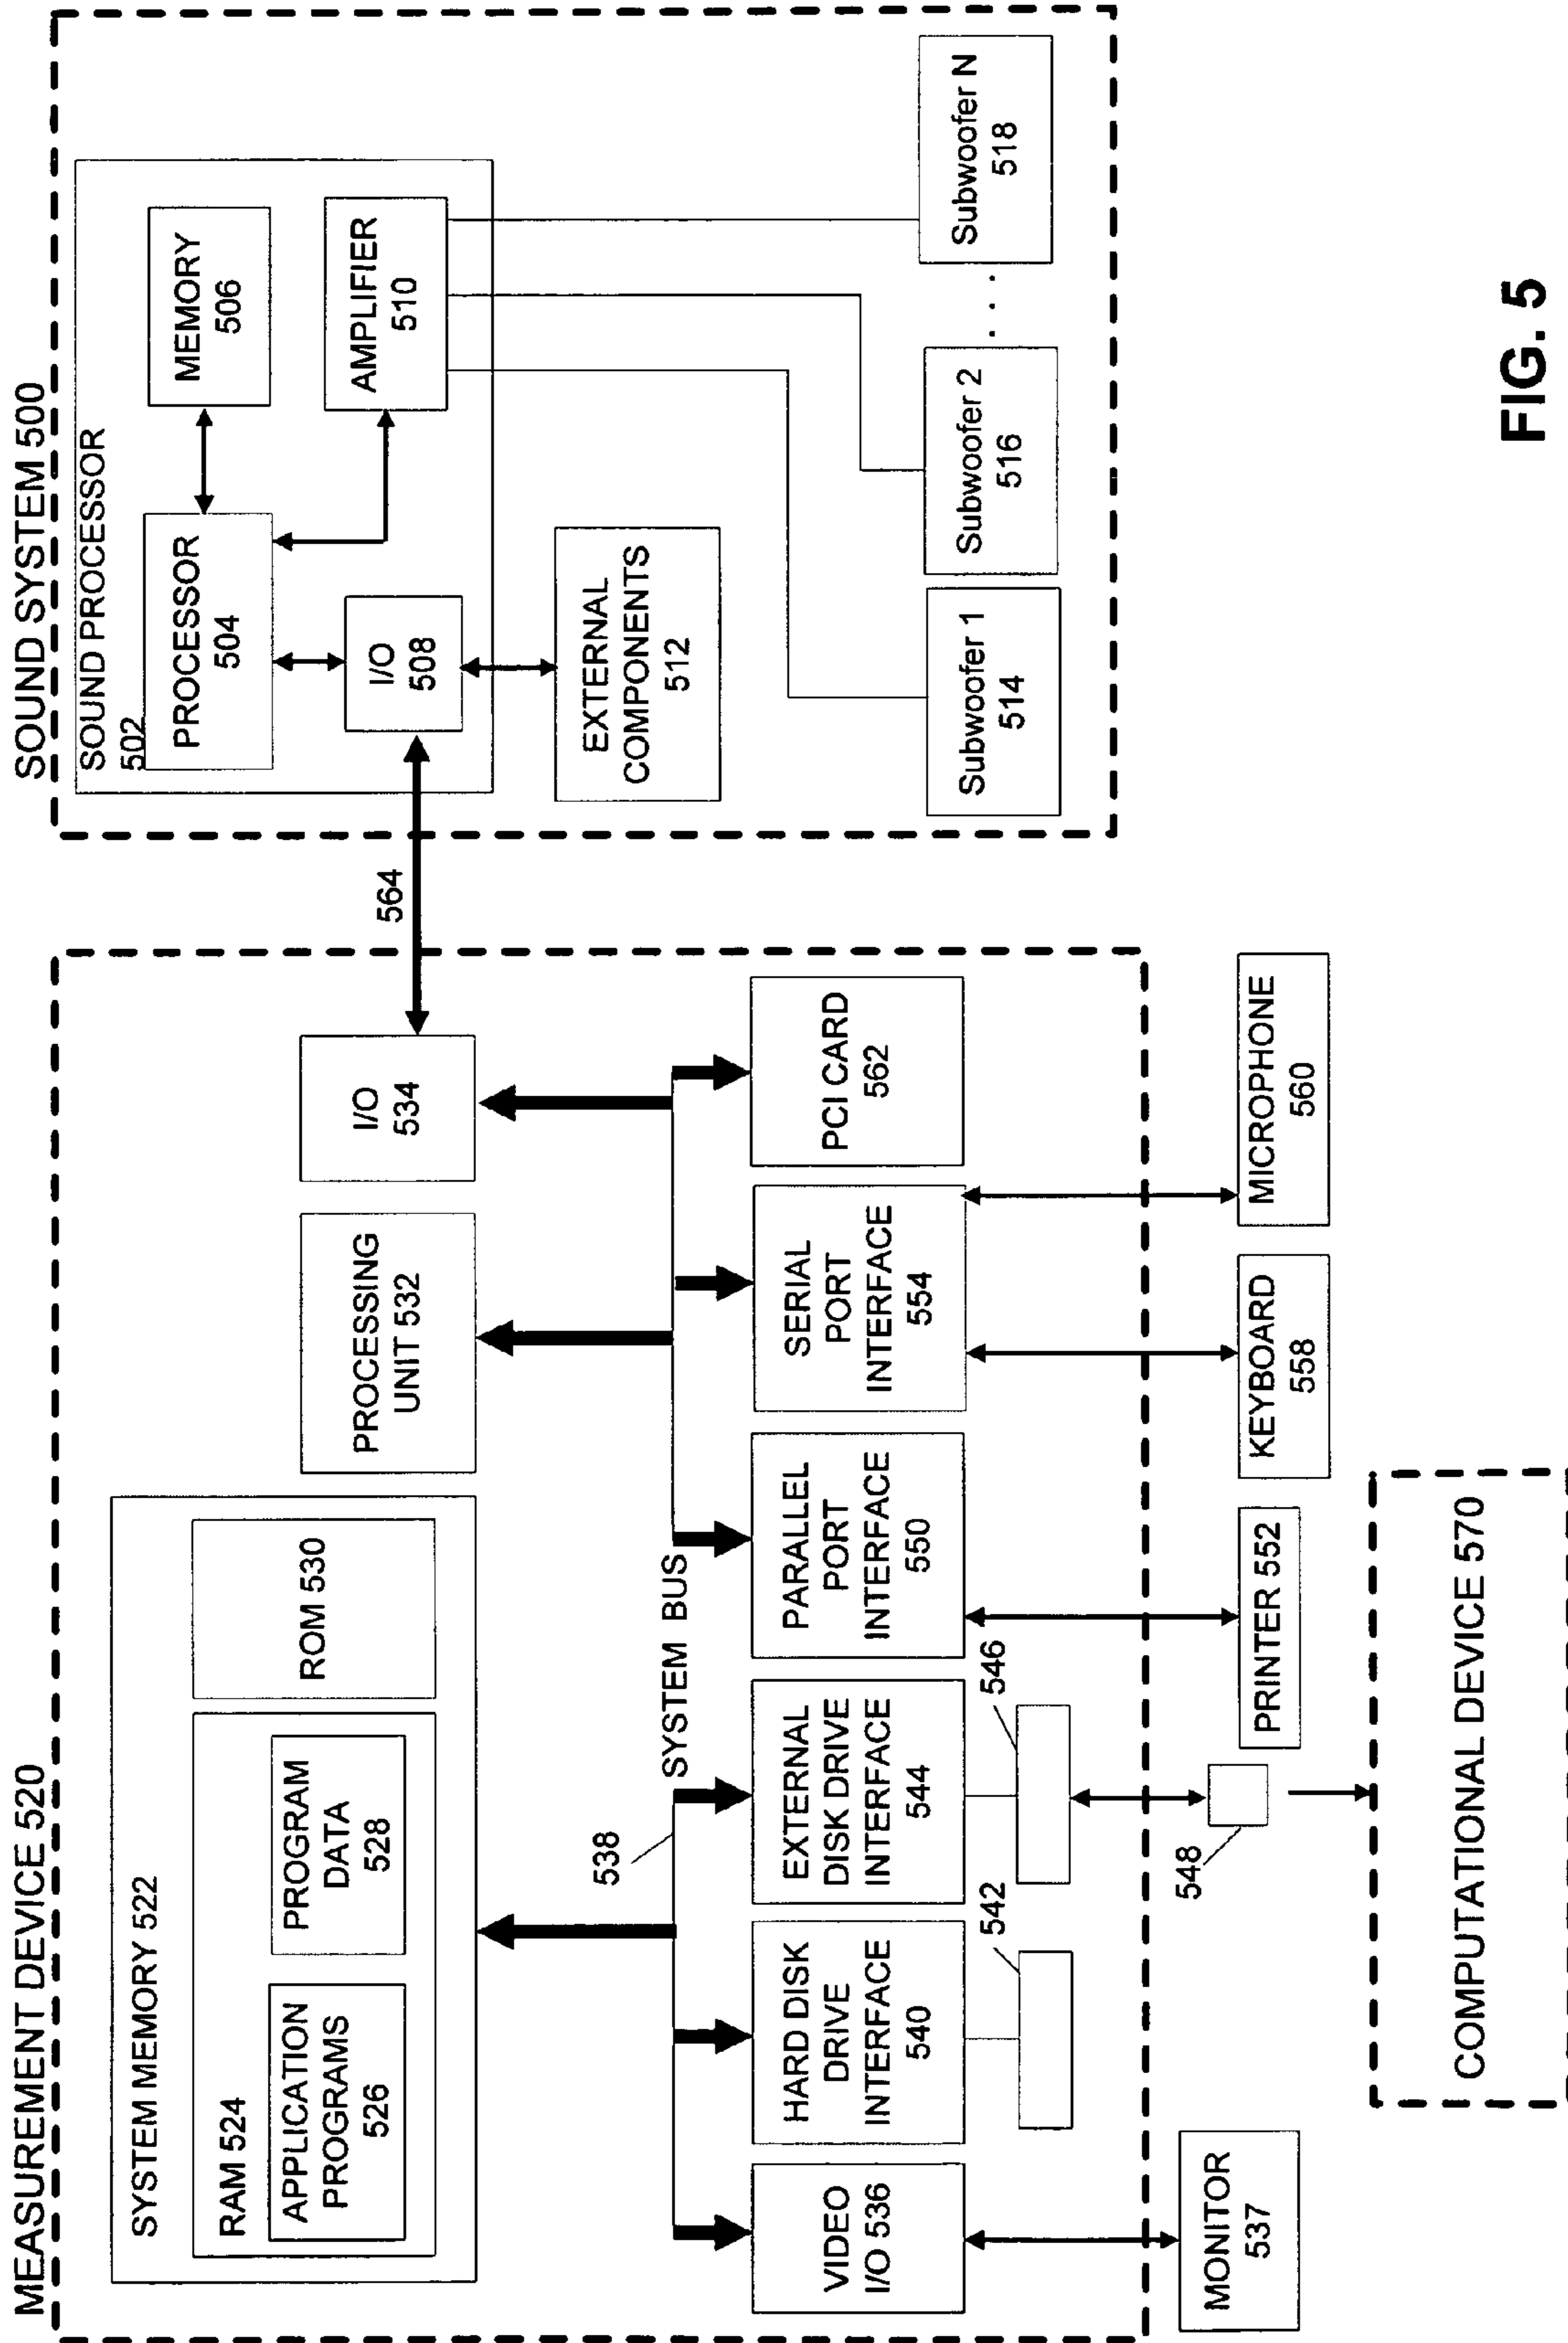 MEASUREMENT DEVICE 520
SYSTEM MEMORY 522
RAM 524
APPLICATION
PROGRAMS
526
PROGRAM
DATA
528
ROM 530
PROCESSING
UNIT 532
I/O
534
538
SYSTEM BUS
VIDEO
I/O 536
HARD DISK
DRIVE
INTERFACE
540
EXTERNAL
DISK DRIVE
INTERFACE
544
PARALLEL
PORT
INTERFACE
550
SERIAL
PORT
INTERFACE
554
PCI CARD
562
542
546
MONITOR
537
548
PRINTER 552
KEYBOARD
558
MICROPHONE
560
COMPUTATIONAL DEVICE 570
564
SOUND SYSTEM 500
SOUND PROCESSOR
502
PROCESSOR
504
MEMORY
506
I/O
508
AMPLIFIER
510
EXTERNAL
COMPONENTS
512
Subwoofer 1
514
Subwoofer 2
516
. . . .
Subwoofer N
518
FIG. 5